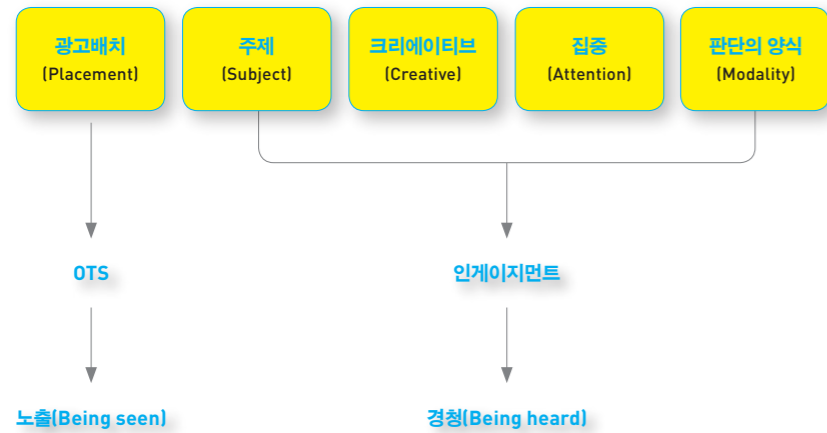 광고배치
(Placement)
주제
(Subject)
크리에이티브
(Creative)
집중
(Attention)
판단의 양식
(Modality)
OTS
인게이지먼트
노출(Being seen)
경청(Being heard)